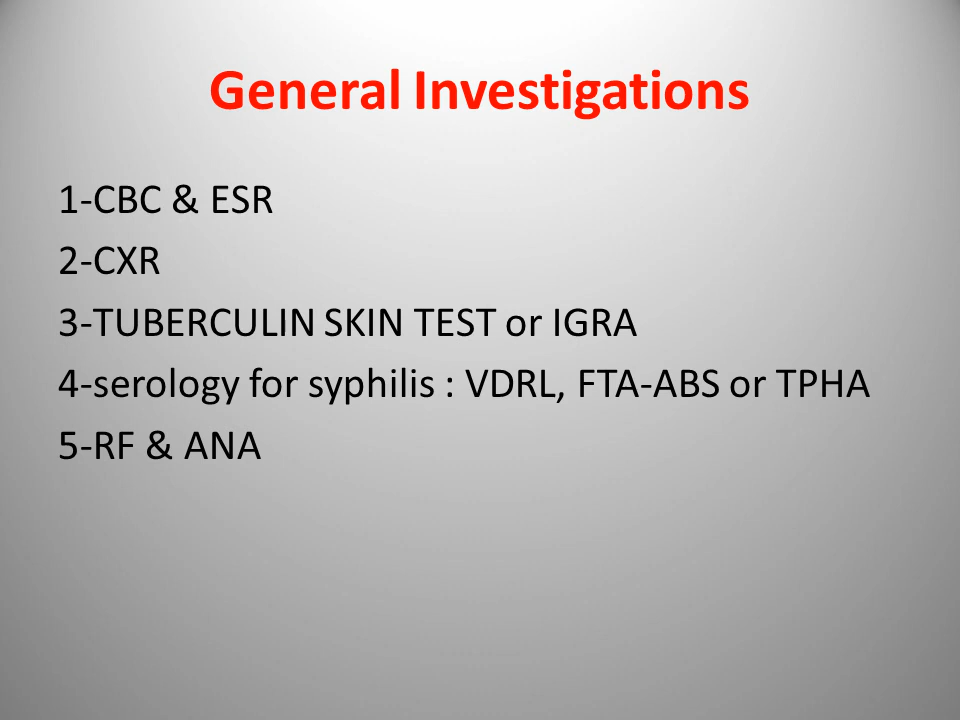 General Investigations
1-CBC & ESR
2-CXR
3-TUBERCULIN SKIN TEST or IGRA
4-serology for syphilis : VDRL, FTA-ABS or TPHA
5-RF & ANA